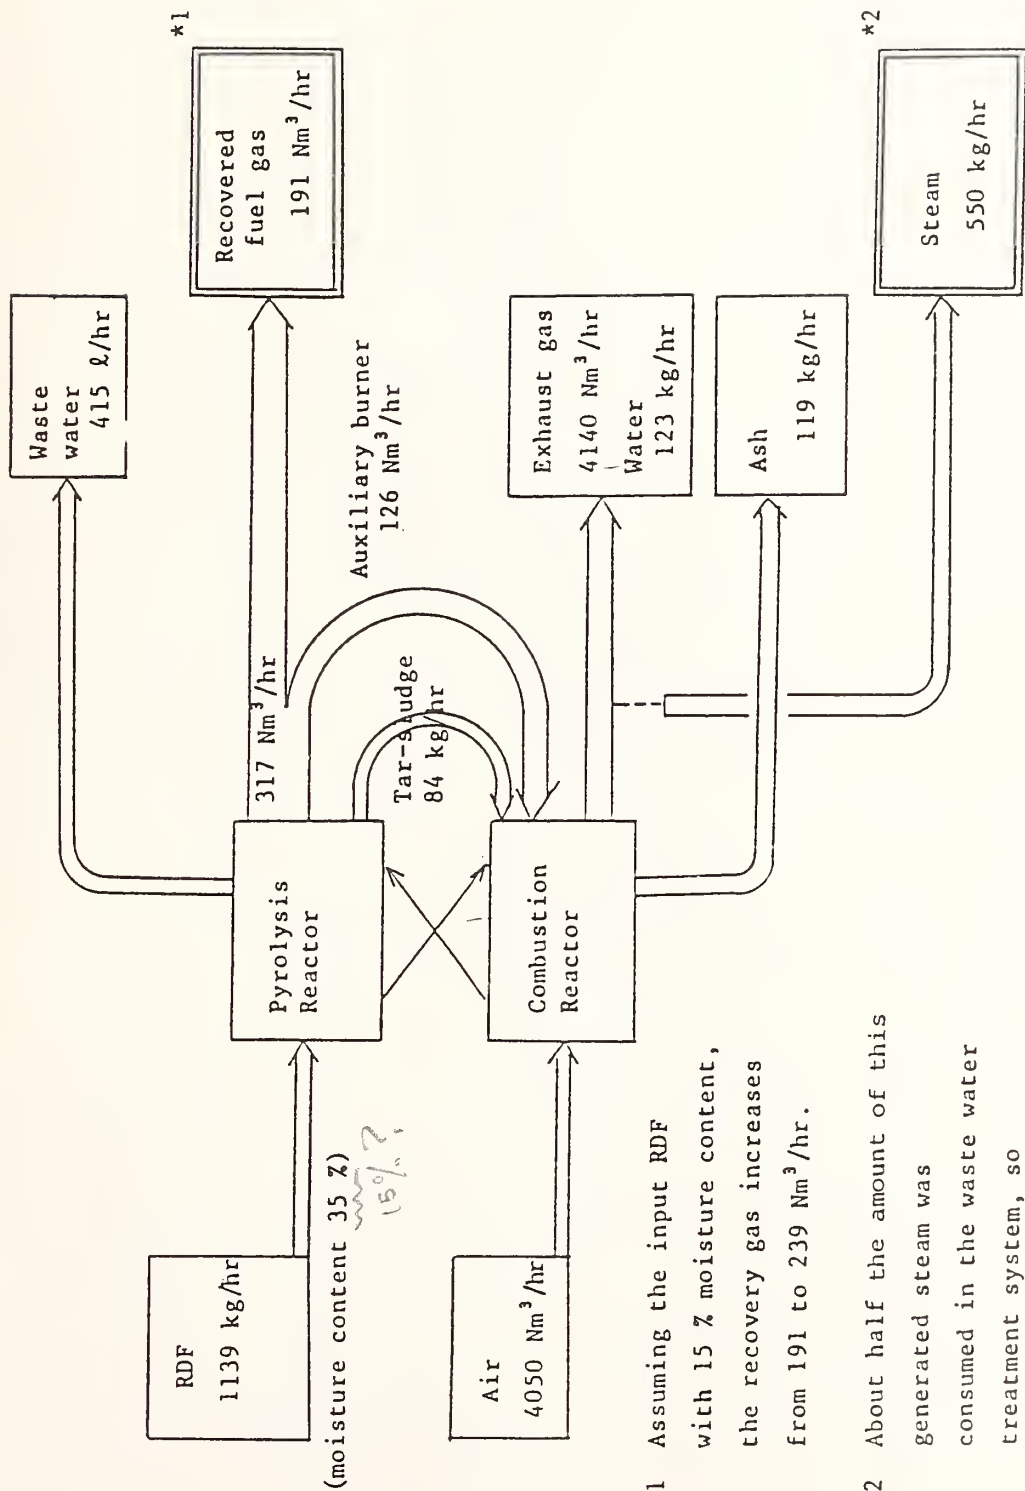 RDF
1139 kg/hr
(moisture content 35 %)
15% ?
Air
4050 Nm³/hr
Pyrolysis
Reactor
Combustion
Reactor
317 Nm³/hr
Tar-sludge
84 kg/hr
Auxiliary burner
126 Nm³/hr
Waste
water
415 ℓ/hr
Recovered
fuel gas
191 Nm³/hr
*1
Exhaust gas
4140 Nm³/hr
Water
123 kg/hr
Ash
119 kg/hr
Steam
550 kg/hr
*2
1 Assuming the input RDF
with 15 % moisture content,
the recovery gas increases
from 191 to 239 Nm³/hr.
2 About half the amount of this
generated steam was
consumed in the waste water
treatment system, so